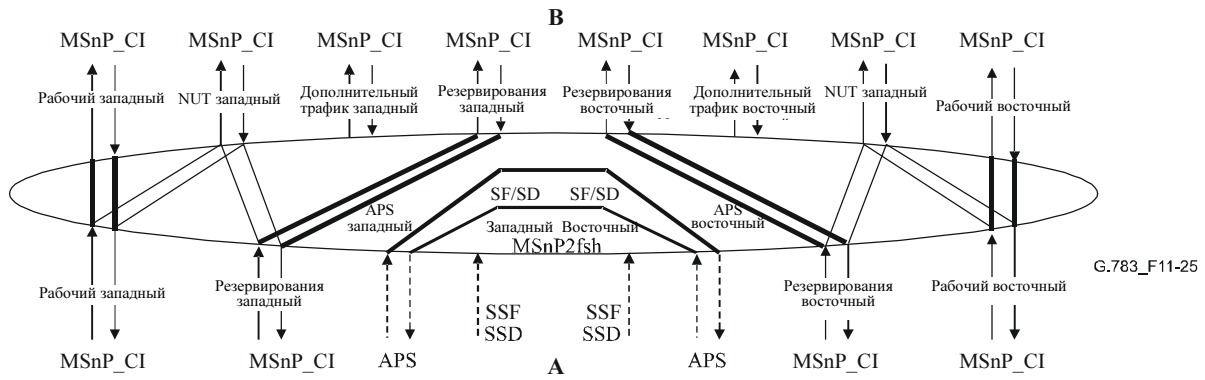 B
MSnP_CI MSnP_CI MSnP_CI MSnP_CI MSnP_CI MSnP_CI MSnP_CI MSnP_CI
Рабочий западный
NUT западный
Дополнительный
трафик западный
Резервирования
западный
Резервирования
восточный
Дополнительный
трафик восточный
NUT западный
Рабочий восточный
SF/SD SF/SD
APS
западный
APS
восточный
Западный Восточный
MSnP2fsh
G.783_F11-25
Рабочий западный
Резервирования
западный
Резервирования
восточный
Рабочий восточный
SSF
SSD
SSF
SSD
MSnP_CI MSnP_CI APS APS MSnP_CI MSnP_CI
A